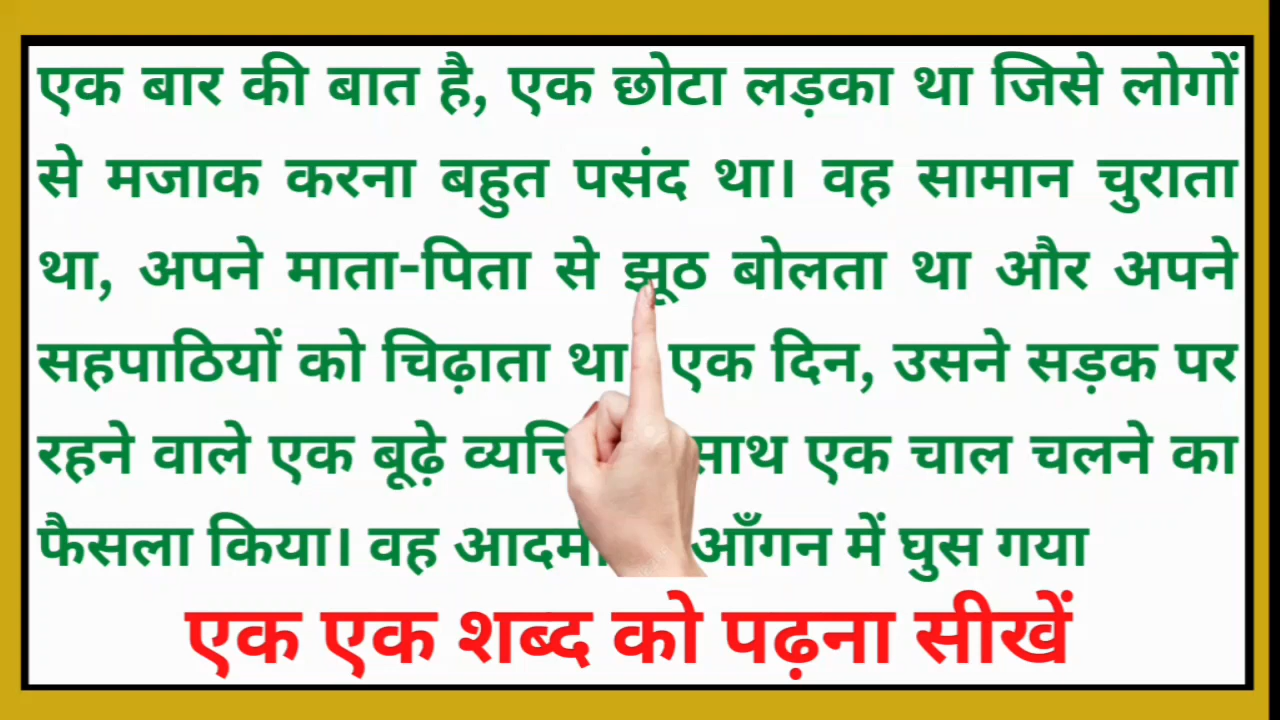 एक बार की बात है, एक छोटा लड़का था जिसे लोगों
से मजाक करना बहुत पसंद था। वह सामान चुराता
था, अपने माता-पिता से झूठ बोलता था और अपने
सहपाठियों को चिढ़ाता था एक दिन, उसने सड़क पर
रहने वाले एक बूढ़े साथ एक चाल चलने का
फैसला किया। वह आँगन में घुस गया
एक एक शब्द को पढ़ना सीखें